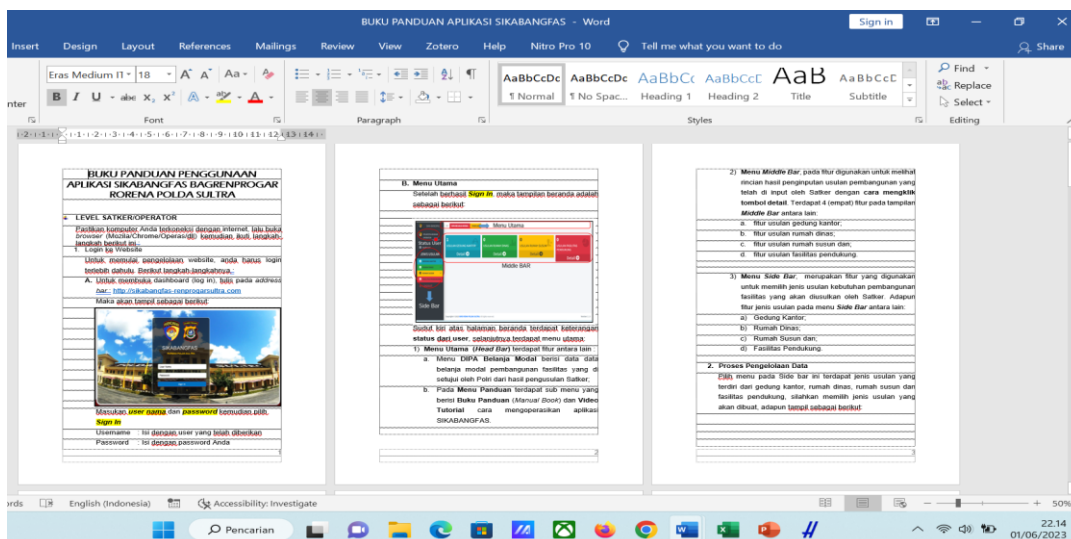 BUKU PANDUAN APLIKASI SIKABANGFAS - Word
Sign in
Insert Design Layout References Mailings Review View Zotero Help Nitro Pro 10 Tell me what you want to do Share
Eras Medium IT 18
AaBbCcDc AaBbCcDc AaBbCc AaBbCcE AaB AaBbCcE
¶ Normal ¶ No Spac... Heading 1 Heading 2 Title Subtitle
Find
Replace
Select
nter
Font Paragraph Styles Editing
BUKU PANDUAN PENGGUNAAN
APLIKASI SIKABANGFAS BAGRENPROGAR
RORENA POLDA SULTRA
LEVEL SATKER/OPERATOR
Pastikan komputer Anda terkoneksi dengan internet, lalu buka
browser (Mozila/Chrome/Operas/dll) kemudian ikuti langkah-
langkah berikut ini:
1. Login ke Website
Untuk memulai pengelolaan website, anda harus login
terlebih dahulu. Berikut langkah-langkahnya,:
A. Untuk membuka dashboard (log in), tulis pada address
bar.: http://sikabangfas-renprogarsultra.com
Maka akan tampil sebagai berikut:
SIKABANGFAS
Masukan user nama dan password kemudian pilih
Sign In
Username : Isi dengan user yang telah diberikan
Password : Isi dengan password Anda
1
B. Menu Utama
Setelah berhasil Sign In, maka tampilan beranda adalah
sebagai berikut:
Menu Utama
Middle BAR
Side Bar
Sudut kiri atas halaman beranda terdapat keterangan
status dari user, selanjutnya terdapat menu utama:
1) Menu Utama (Head Bar) terdapat fitur antara lain
a. Menu DIPA Belanja Modal berisi data data
belanja modal pembangunan fasilitas yang di
setujui oleh Polri dari hasil pengusulan Satker;
b. Pada Menu Panduan terdapat sub menu yang
berisi Buku Panduan (Manual Book) dan Video
Tutorial cara mengoperasikan aplikasi
SIKABANGFAS.
2
2) Menu Middle Bar, pada fitur digunakan untuk melihat
rincian hasil penginputan usulan pembangunan yang
telah di input oleh Satker dengan cara mengklik
tombol detail. Terdapat 4 (empat) fitur pada tampilan
Middle Bar antara lain:
a. fitur usulan gedung kantor;
b. fitur usulan rumah dinas;
c. fitur usulan rumah susun dan;
d. fitur usulan fasilitas pendukung.
3) Menu Side Bar, merupakan fitur yang digunakan
untuk memilih jenis usulan kebutuhan pembangunan
fasilitas yang akan diusulkan oleh Satker. Adapun
fitur jenis usulan pada menu Side Bar antara lain:
a) Gedung Kantor;
b) Rumah Dinas;
c) Rumah Susun dan;
d) Fasilitas Pendukung.
2. Proses Pengelolaan Data
Pilih menu pada Side bar ini terdapat jenis usulan yang
terdiri dari gedung kantor, rumah dinas, rumah susun dan
fasilitas pendukung, silahkan memilih jenis usulan yang
akan dibuat, adapun tampil sebagai berikut:
3
ords English (Indonesia) Accessibility: Investigate 50%
Pencarian
22.14
01/06/2023